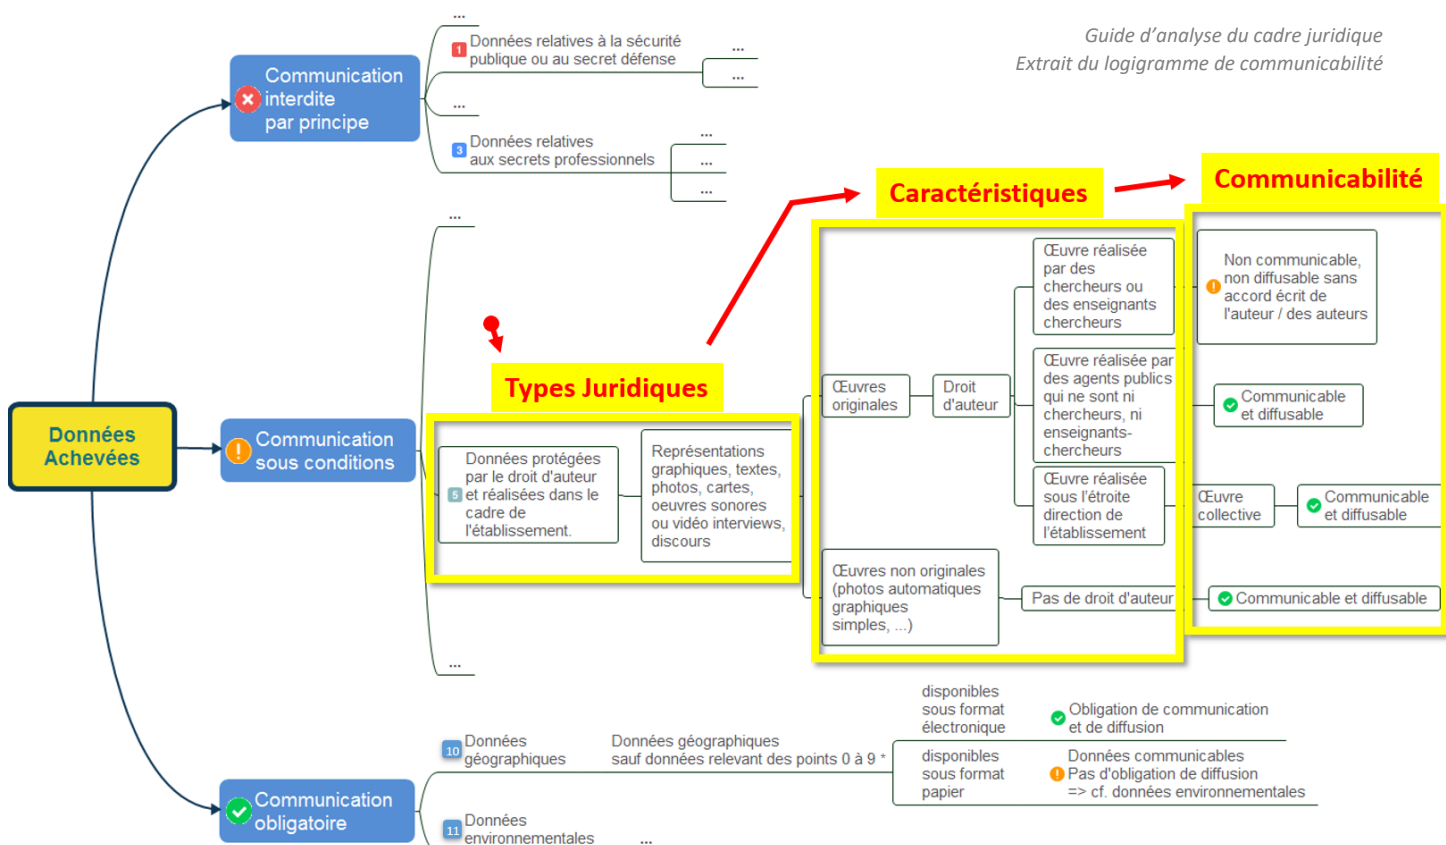 Guide d'analyse du cadre juridique
Extrait du logigramme de communicabilité
Données
Achevées
Communication
interdite
par principe
...
1
Données relatives à la sécurité
publique ou au secret défense
...
...
...
3
Données relatives
aux secrets professionnels
...
...
...
Communication
sous conditions
...
Types Juridiques
Caractéristiques
Communicabilité
5
Données protégées
par le droit d'auteur
et réalisées dans le
cadre de
l'établissement.
Représentations
graphiques, textes,
photos, cartes,
oeuvres sonores
ou vidéo interviews,
discours
Œuvres
originales
Droit
d'auteur
Œuvre réalisée
par des
chercheurs ou
des enseignants
chercheurs
Non communicable,
non diffusable sans
accord écrit de
l'auteur / des auteurs
Œuvre réalisée par
des agents publics
qui ne sont ni
chercheurs, ni
enseignants-
chercheurs
Communicable
et diffusable
Œuvre réalisée
sous l'étroite
direction de
l'établissement
Œuvre
collective
Communicable
et diffusable
Œuvres non originales
(photos automatiques
graphiques
simples, ...)
Pas de droit d'auteur
Communicable et diffusable
...
Communication
obligatoire
10
Données
géographiques
Données géographiques
sauf données relevant des points 0 à 9 *
disponibles
sous format
électronique
Obligation de communication
et de diffusion
disponibles
sous format
papier
Données communicables
Pas d'obligation de diffusion
=> cf. données environnementales
11
Données
environnementales
...